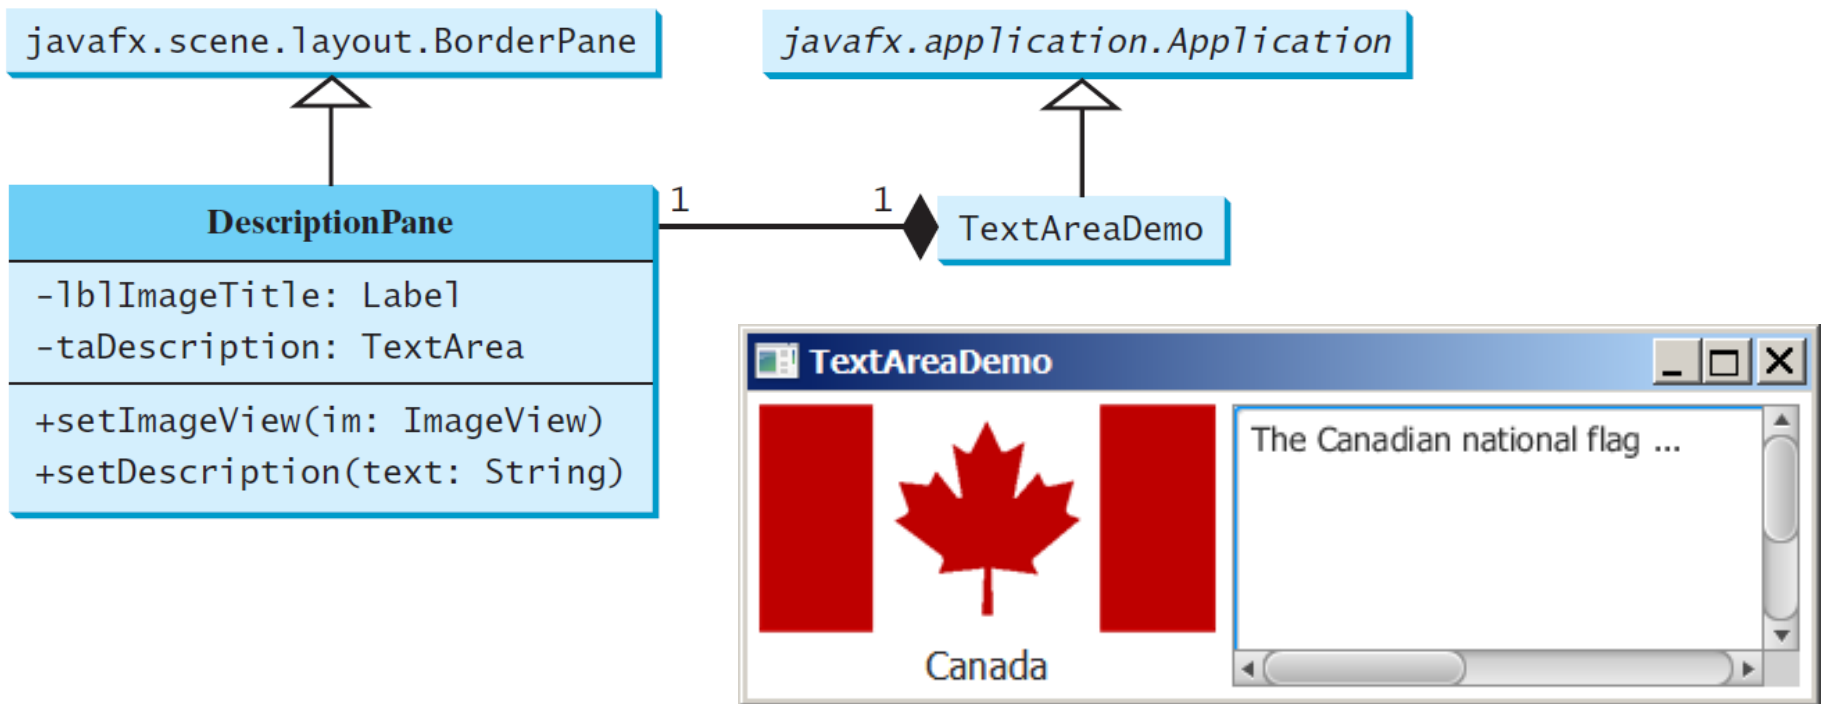 javafx.scene.layout.BorderPane
javafx.application.Application
DescriptionPane
-lblImageTitle: Label
-taDescription: TextArea
+setImageView(im: ImageView)
+setDescription(text: String)
1
1
TextAreaDemo
TextAreaDemo
The Canadian national flag ...
Canada